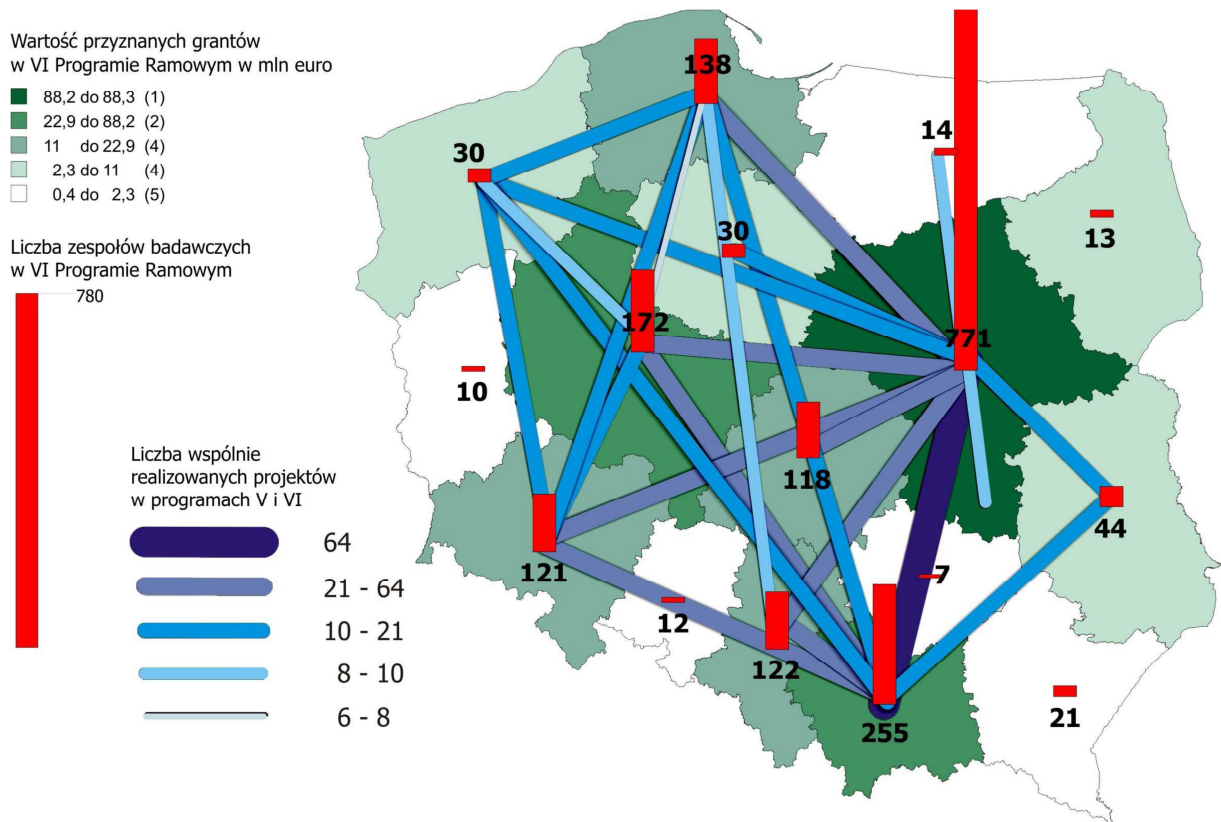 Wartość przyznanych grantów
w VI Programie Ramowym w mln euro
88,2 do 88,3 (1)
22,9 do 88,2 (2)
11 do 22,9 (4)
2,3 do 11 (4)
0,4 do 2,3 (5)
Liczba zespołów badawczych
w VI Programie Ramowym
780
Liczba wspólnie
realizowanych projektów
w programach V i VI
64
21 - 64
10 - 21
8 - 10
6 - 8
138
14
30
13
30
172
771
10
118
44
121
7
12
122
21
255